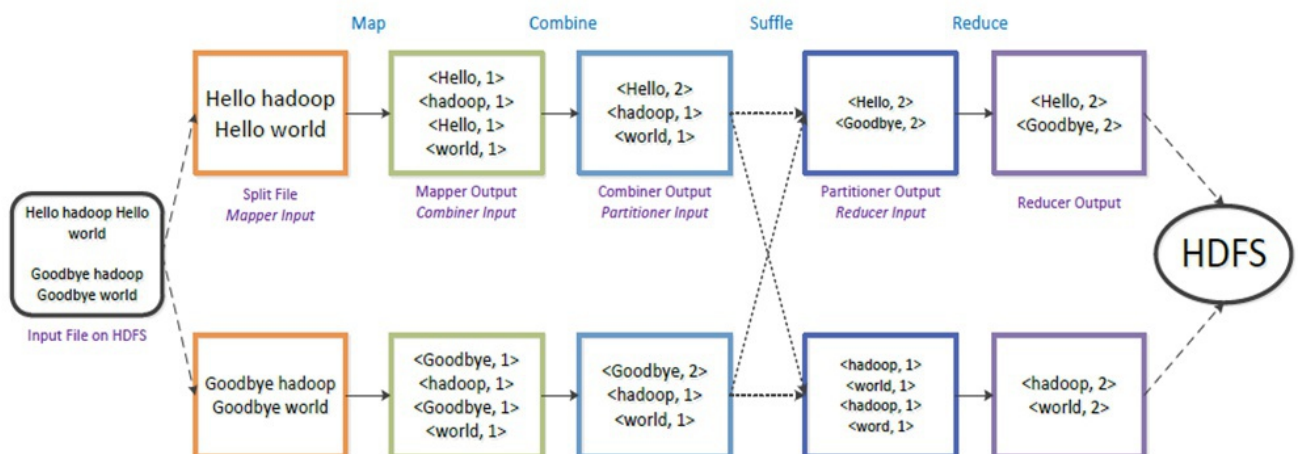 Map
Combine
Suffle
Reduce
Hello hadoop
Hello world
Split File
Mapper Input
<Hello, 1>
<hadoop, 1>
<Hello, 1>
<world, 1>
Mapper Output
Combiner Input
<Hello, 2>
<hadoop, 1>
<world, 1>
Combiner Output
Partitioner Input
<Hello, 2>
<Goodbye, 2>
Partitioner Output
Reducer Input
<Hello, 2>
<Goodbye, 2>
Reducer Output
Hello hadoop Hello
world
Goodbye hadoop
Goodbye world
Input File on HDFS
HDFS
Goodbye hadoop
Goodbye world
<Goodbye, 1>
<hadoop, 1>
<Goodbye, 1>
<world, 1>
<Goodbye, 2>
<hadoop, 1>
<world, 1>
<hadoop, 1>
<world, 1>
<hadoop, 1>
<word, 1>
<hadoop, 2>
<world, 2>